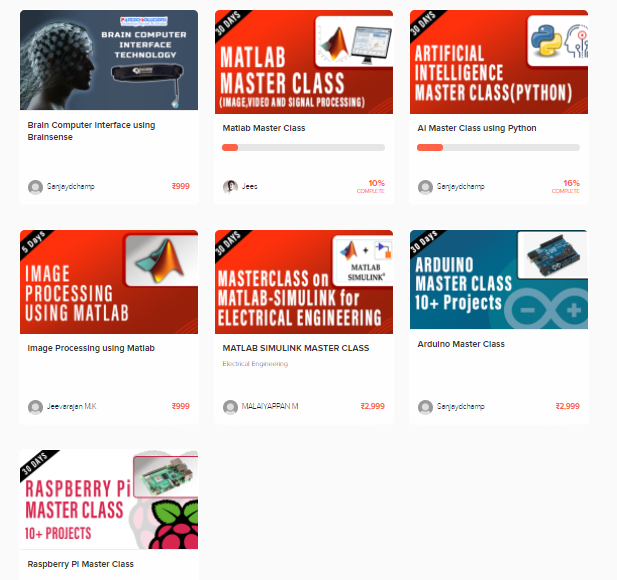 BRAIN COMPUTER
INTERFACE
TECHNOLOGY
Brain Computer Interface using
Brainsense
Sanjaydchamp
₹999
30 DAYS
MATLAB
MASTER CLASS
(IMAGE,VIDEO AND SIGNAL PROCESSING)
Matlab Master Class
Jees
10%
COMPLETE
30 DAYS
ARTIFICIAL
INTELLIGENCE
MASTER CLASS(PYTHON)
AI Master Class using Python
Sanjaydchamp
16%
COMPLETE
5 Days
IMAGE
PROCESSING
USING MATLAB
Image Processing using Matlab
Jeevarajan M.K
₹999
30 DAYS
MATLAB
SIMULINK
MASTERCLASS on
MATLAB-SIMULINK for
ELECTRICAL ENGINEERING
MATLAB SIMULINK MASTER CLASS
Electrical Engineering
MALAIYAPPAN M
₹2,999
30 Days
ARDUINO
MASTER CLASS
10+ Projects
Arduino Master Class
Sanjaydchamp
₹2,999
30 DAYS
RASPBERRY Pi
MASTER CLASS
10+ PROJECTS
Raspberry Pi Master Class